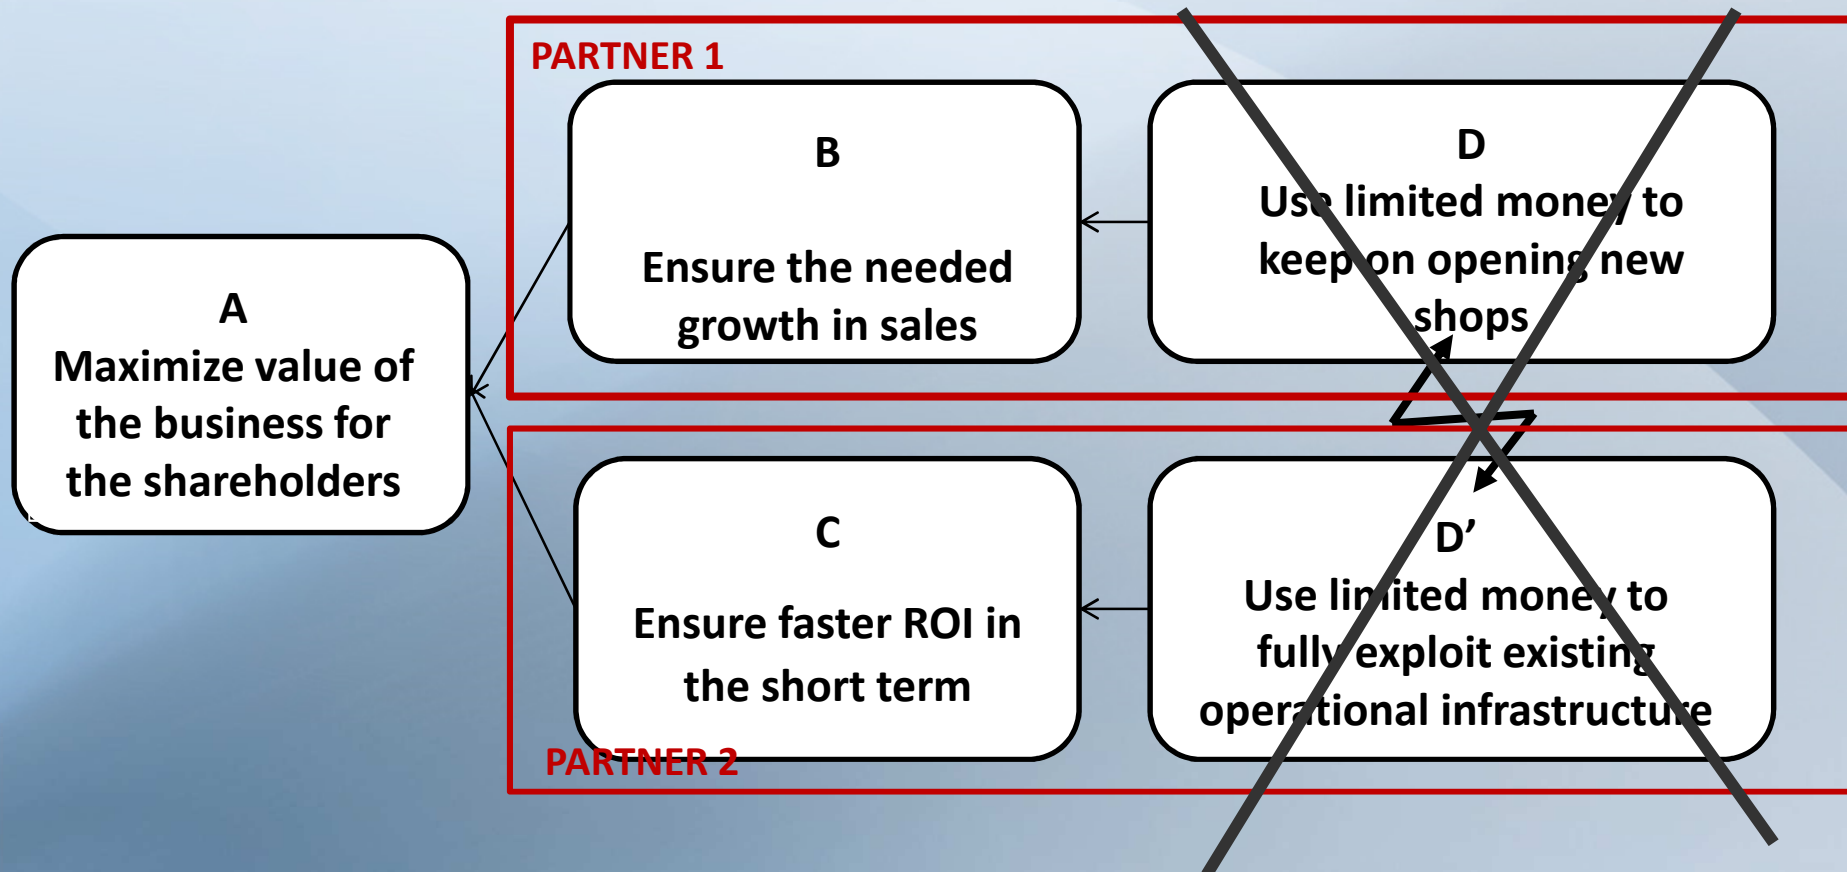 PARTNER 1
B
Ensure the needed
growth in sales
D
Use limited money to
keep on opening new
shops
A
Maximize value of
the business for
the shareholders
C
Ensure faster ROI in
the short term
D’
Use limited money to
fully exploit existing
operational infrastructure
PARTNER 2